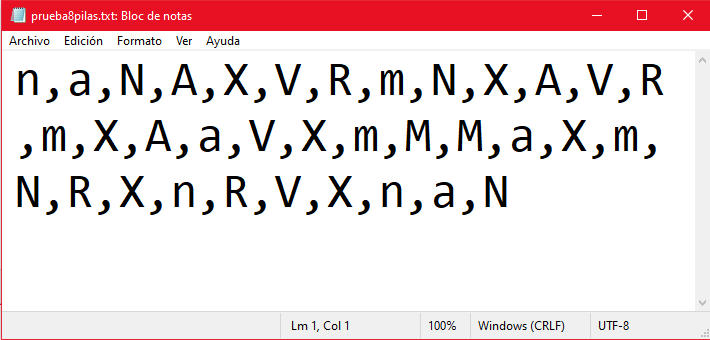 prueba8pilas.txt: Bloc de notas
Archivo Edición Formato Ver Ayuda
n,a,N,A,X,V,R,m,N,X,A,V,R
,m,X,A,a,V,X,m,M,M,a,X,m,
N,R,X,n,R,V,X,n,a,N
Lm 1, Col 1 100% Windows (CRLF) UTF-8